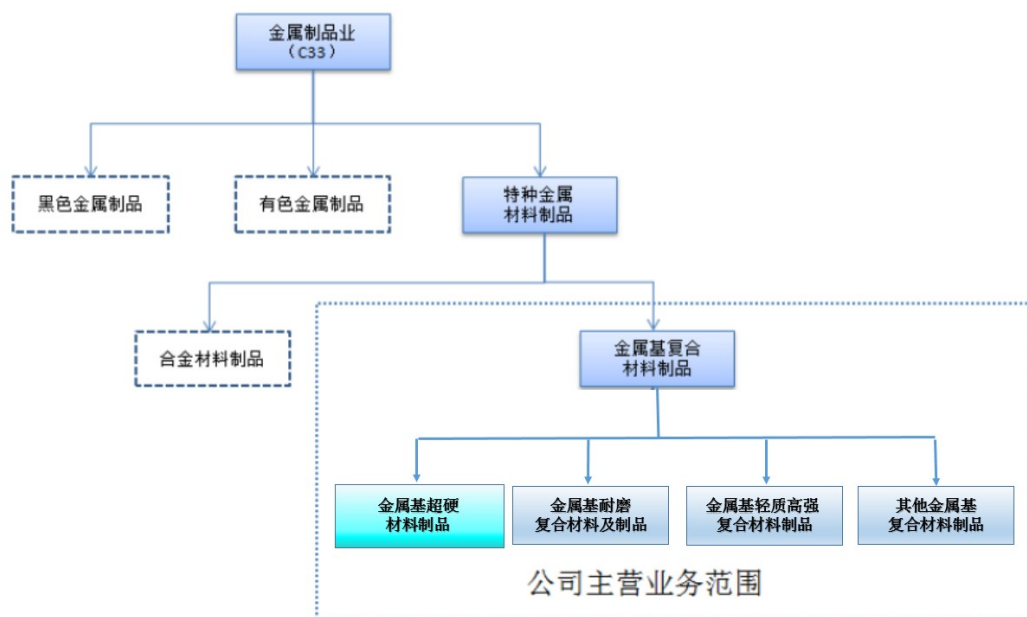 金属制品业
（C33）
黑色金属制品
有色金属制品
特种金属
材料制品
合金材料制品
金属基复合
材料制品
金属基超硬
材料制品
金属基耐磨
复合材料及制品
金属基轻质高强
复合材料制品
其他金属基
复合材料制品
公司主营业务范围